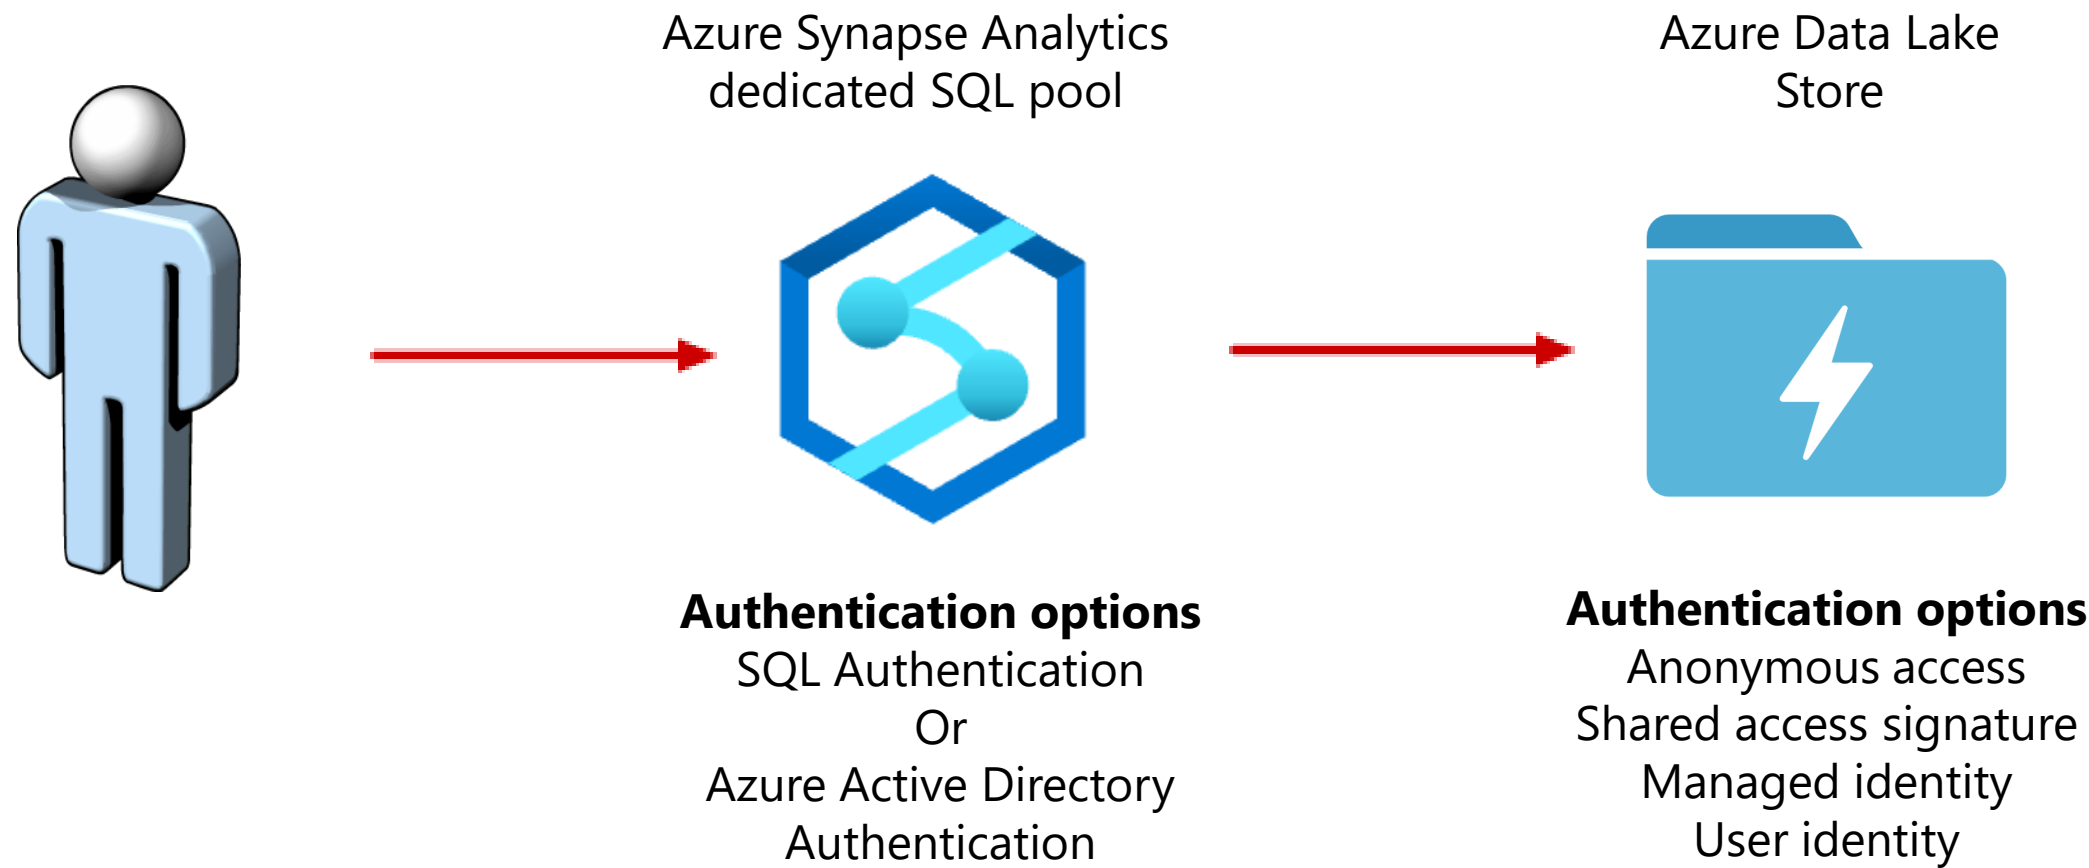 Azure Synapse Analytics
dedicated SQL pool
Azure Data Lake
Store
Authentication options
SQL Authentication
Or
Azure Active Directory
Authentication
Authentication options
Anonymous access
Shared access signature
Managed identity
User identity